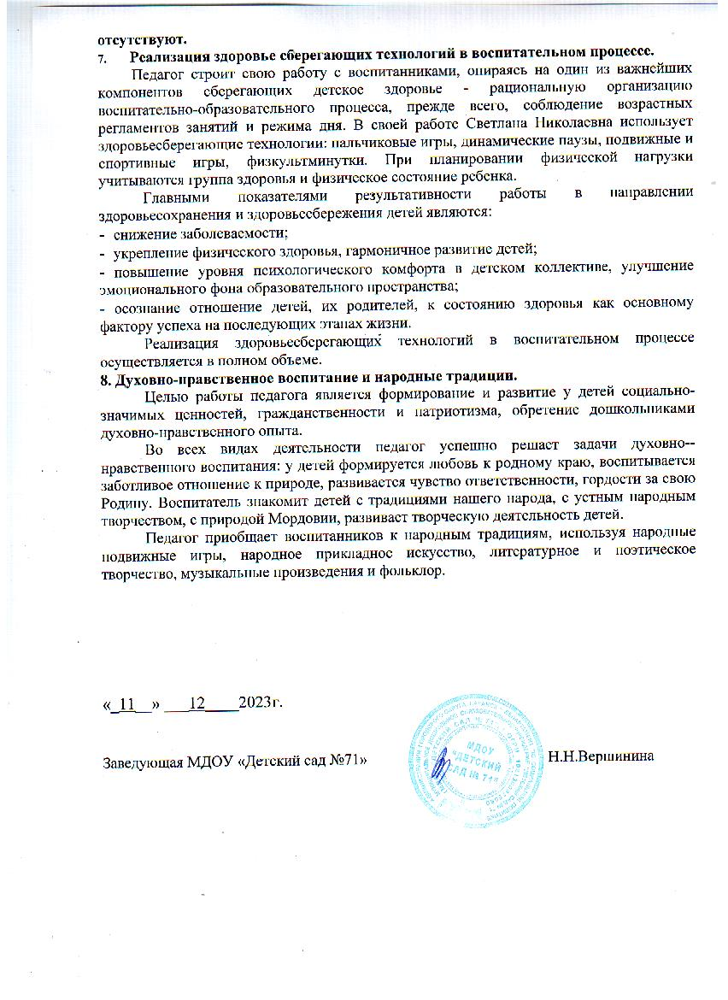 отсутствуют.
7. Реализация здоровье сберегающих технологий в воспитательном процессе.
Педагог строит свою работу с воспитанниками, опираясь на один из важнейших
компонентов сберегающих детское здоровье - рациональную организацию
воспитательно-образовательного процесса, прежде всего, соблюдение возрастных
регламентов занятий и режима дня. В своей работе Светлана Николаевна использует
здоровьесберегающие технологии: пальчиковые игры, динамические паузы, подвижные и
спортивные игры, физкультминутки. При планировании физической нагрузки
учитываются группа здоровья и физическое состояние ребенка.
Главными показателями результативности работы в направлении
здоровьесохранения и здоровьесбережения детей являются:
- снижение заболеваемости;
- укрепление физического здоровья, гармоничное развитие детей;
- повышение уровня психологического комфорта в детском коллективе, улучшение
эмоционального фона образовательного пространства;
- осознание отношение детей, их родителей, к состоянию здоровья как основному
фактору успеха на последующих этапах жизни.
Реализация здоровьесберегающих технологий в воспитательном процессе
осуществляется в полном объеме.
8. Духовно-нравственное воспитание и народные традиции.
Целью работы педагога является формирование и развитие у детей социально-
значимых ценностей, гражданственности и патриотизма, обретение дошкольниками
духовно-нравственного опыта.
Во всех видах деятельности педагог успешно решает задачи духовно--
нравственного воспитания: у детей формируется любовь к родному краю, воспитывается
заботливое отношение к природе, развивается чувство ответственности, гордости за свою
Родину. Воспитатель знакомит детей с традициями нашего народа, с устным народным
творчеством, с природой Мордовии, развивает творческую деятельность детей.
Педагог приобщает воспитанников к народным традициям, используя народные
подвижные игры, народное прикладное искусство, литературное и поэтическое
творчество, музыкальные произведения и фольклор.
«_11__» ___12____2023г.
Заведующая МДОУ «Детский сад №71»
МДОУ
«ДЕТСКИЙ
САД № 71»
Н.Н.Вершинина